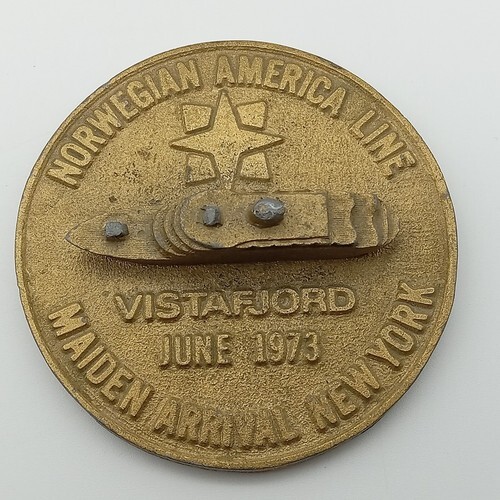 NORWEGIAN AMERICA LINE
VISTAFJORD
JUNE 1973
MAIDEN ARRIVAL NEW YORK